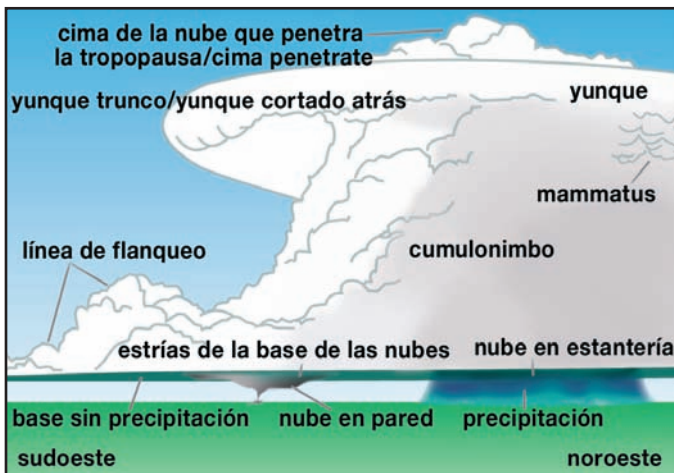 cima de la nube que penetra
la tropopausa/cima penetrate
yunque trunco/yunque cortado atrás
yunque
mammatus
línea de flanqueo
cumulonimbo
estrías de la base de las nubes
nube en estantería
base sin precipitación
nube en pared
precipitación
sudoeste
noroeste